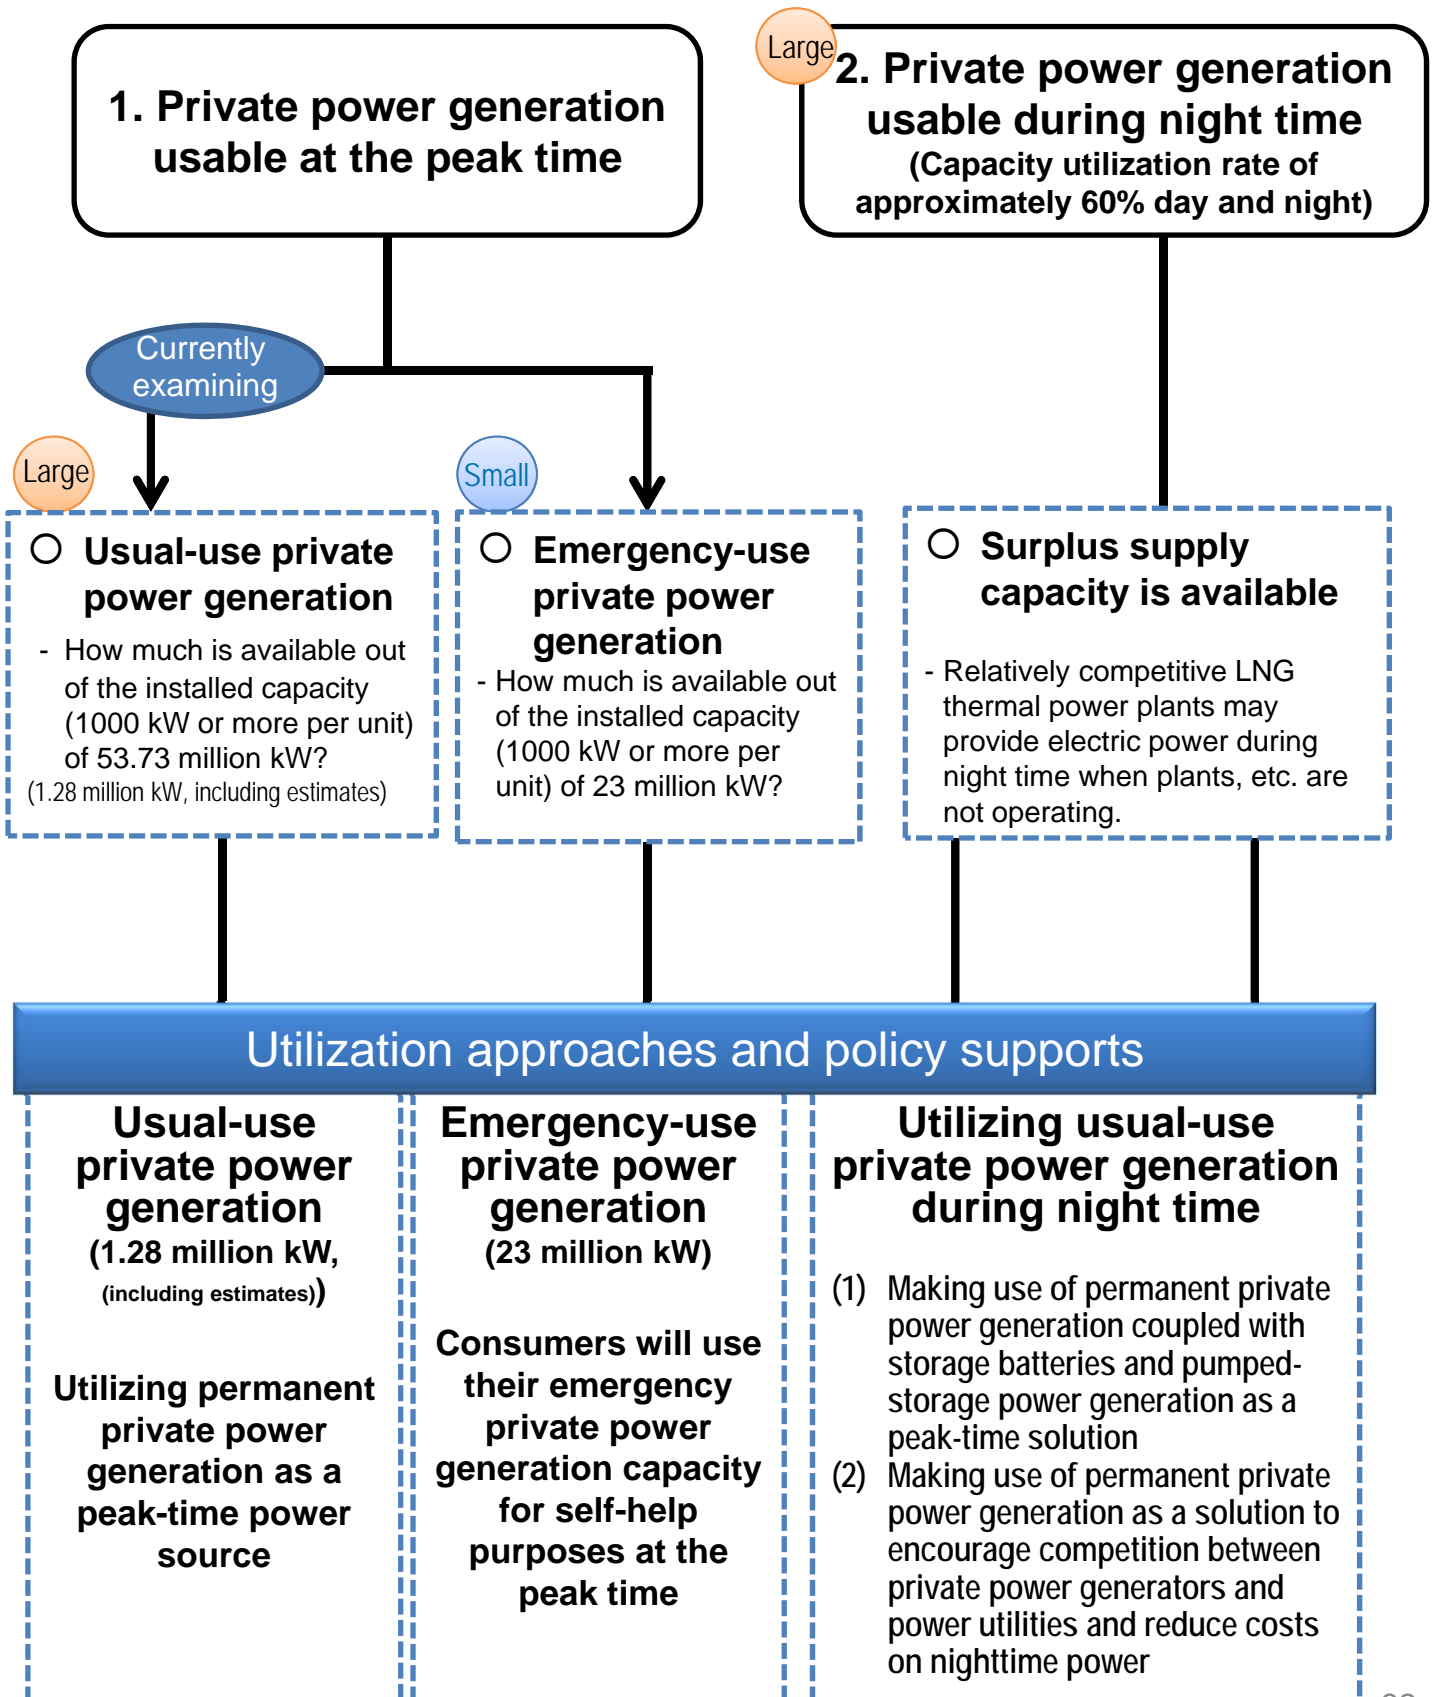 1. Private power generation
usable at the peak time
Large
2. Private power generation
usable during night time
(Capacity utilization rate of
approximately 60% day and night)
Currently
examining
Large
Small
○ Usual-use private
power generation
- How much is available out
of the installed capacity
(1000 kW or more per unit)
of 53.73 million kW?
(1.28 million kW, including estimates)
○ Emergency-use
private power
generation
- How much is available out
of the installed capacity
(1000 kW or more per
unit) of 23 million kW?
○ Surplus supply
capacity is available
- Relatively competitive LNG
thermal power plants may
provide electric power during
night time when plants, etc. are
not operating.
Utilization approaches and policy supports
Usual-use
private power
generation
(1.28 million kW,
(including estimates))
Utilizing permanent
private power
generation as a
peak-time power
source
Emergency-use
private power
generation
(23 million kW)
Consumers will use
their emergency
private power
generation capacity
for self-help
purposes at the
peak time
Utilizing usual-use
private power generation
during night time
(1) Making use of permanent private
power generation coupled with
storage batteries and pumped-
storage power generation as a
peak-time solution
(2) Making use of permanent private
power generation as a solution to
encourage competition between
private power generators and
power utilities and reduce costs
on nighttime power